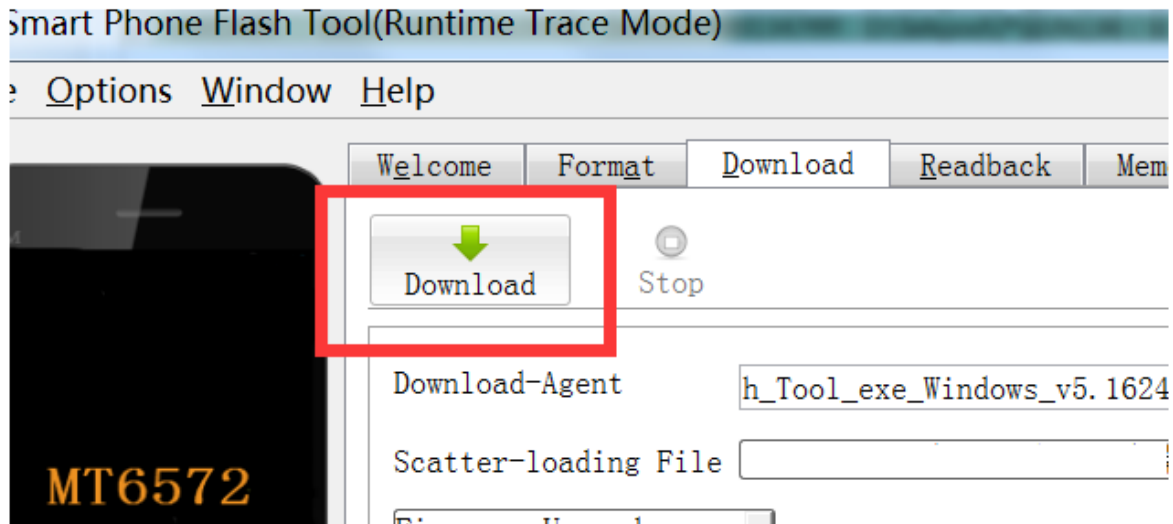 Smart Phone Flash Tool(Runtime Trace Mode)
Options Window Help
Welcome Format Download Readback Mem
Download Stop
Download-Agent h_Tool_exe_Windows_v5.1624
Scatter-loading File
MT6572